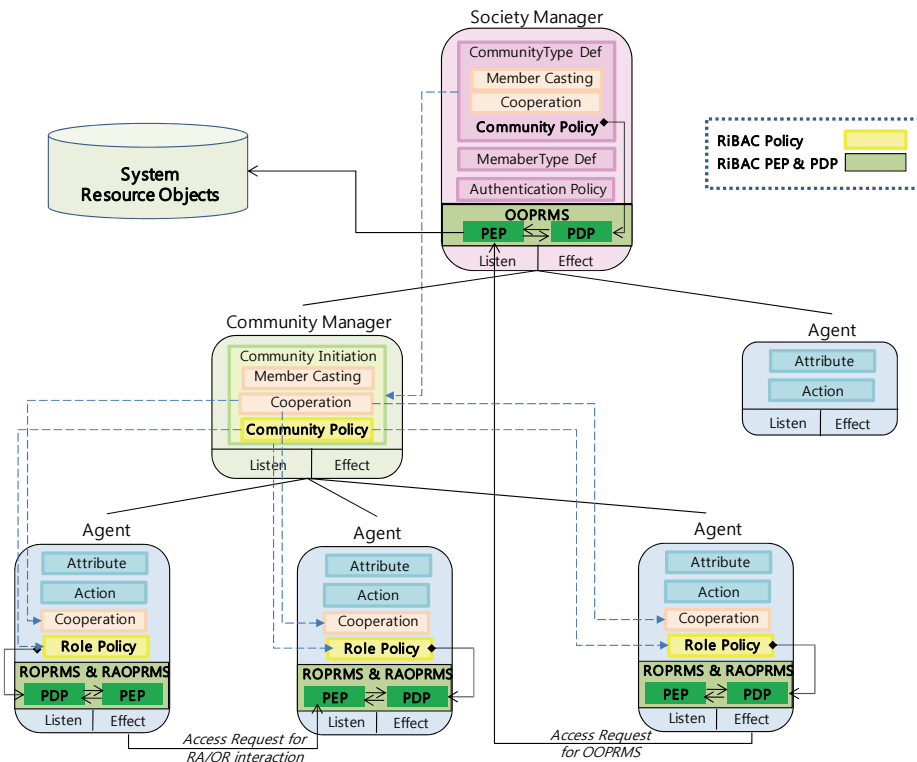 Society Manager
CommunityType Def
Member Casting
Cooperation
Community Policy
MemaberType Def
Authentication Policy
OOPRMS
PEP
PDP
Listen
Effect
System
Resource Objects
RiBAC Policy
RiBAC PEP & PDP
Community Manager
Community Initiation
Member Casting
Cooperation
Community Policy
Listen
Effect
Agent
Attribute
Action
Listen
Effect
Agent
Attribute
Action
Cooperation
Role Policy
ROPRMS & RAOPRMS
PDP
PEP
Listen
Effect
Agent
Attribute
Action
Cooperation
Role Policy
ROPRMS & RAOPRMS
PEP
PDP
Listen
Effect
Agent
Attribute
Action
Cooperation
Role Policy
ROPRMS & RAOPRMS
PEP
PDP
Listen
Effect
Access Request for
RA/OR interaction
Access Request
for OOPRMS